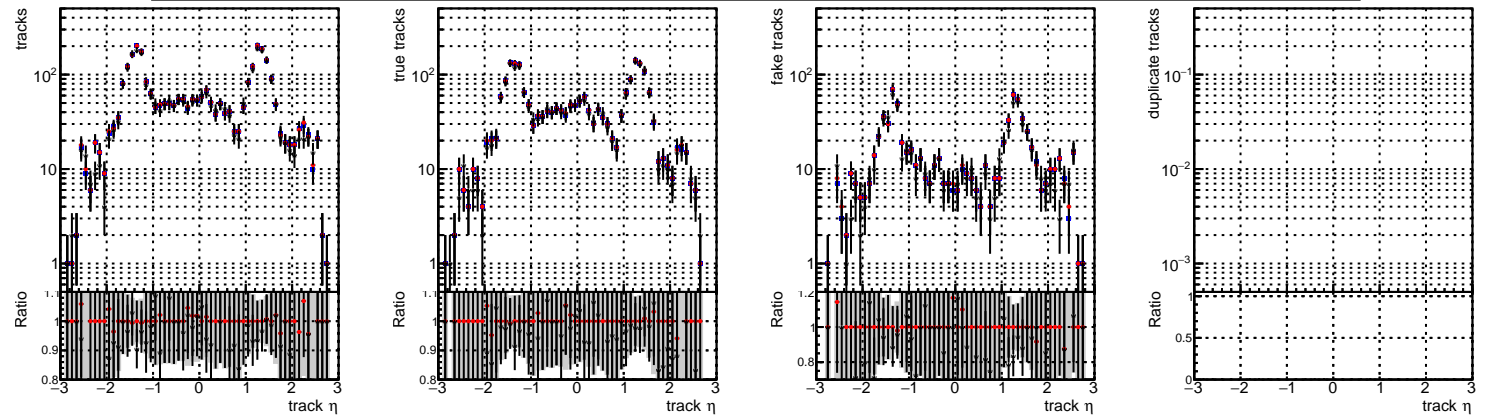 tracks
10²
10
1
Ratio
1.1
1
0.9
0.8
−3 −2 −1 0 1 2 3
track η
true tracks
10²
10
1
Ratio
1.1
1
0.9
0.8
−3 −2 −1 0 1 2 3
track η
fake tracks
10²
10
1
Ratio
1.2
1
0.8
−3 −2 −1 0 1 2 3
track η
duplicate tracks
10⁻¹
10⁻²
10⁻³
Ratio
1
0.5
0
−3 −2 −1 0 1 2 3
track η